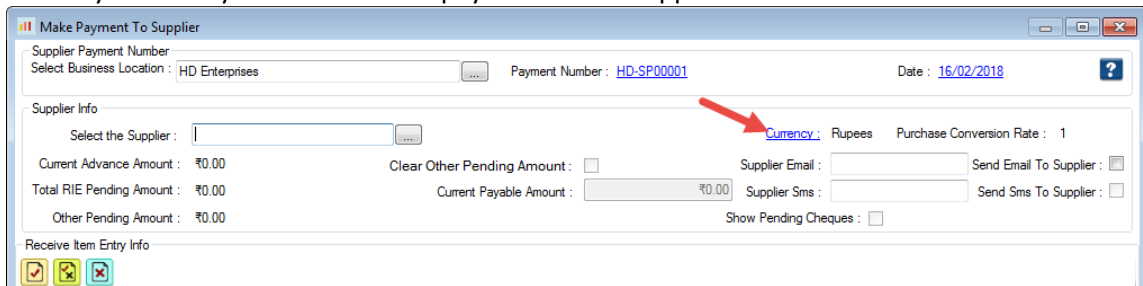 Make Payment To Supplier
Supplier Payment Number
Select Business Location : HD Enterprises ... Payment Number : HD-SP00001 Date : 16/02/2018 ?
Supplier Info
Select the Supplier : ... Currency : Rupees Purchase Conversion Rate : 1
Current Advance Amount : ₹0.00 Clear Other Pending Amount : Supplier Email : Send Email To Supplier :
Total RIE Pending Amount : ₹0.00 Current Payable Amount : ₹0.00 Supplier Sms : Send Sms To Supplier :
Other Pending Amount : ₹0.00 Show Pending Cheques :
Receive Item Entry Info